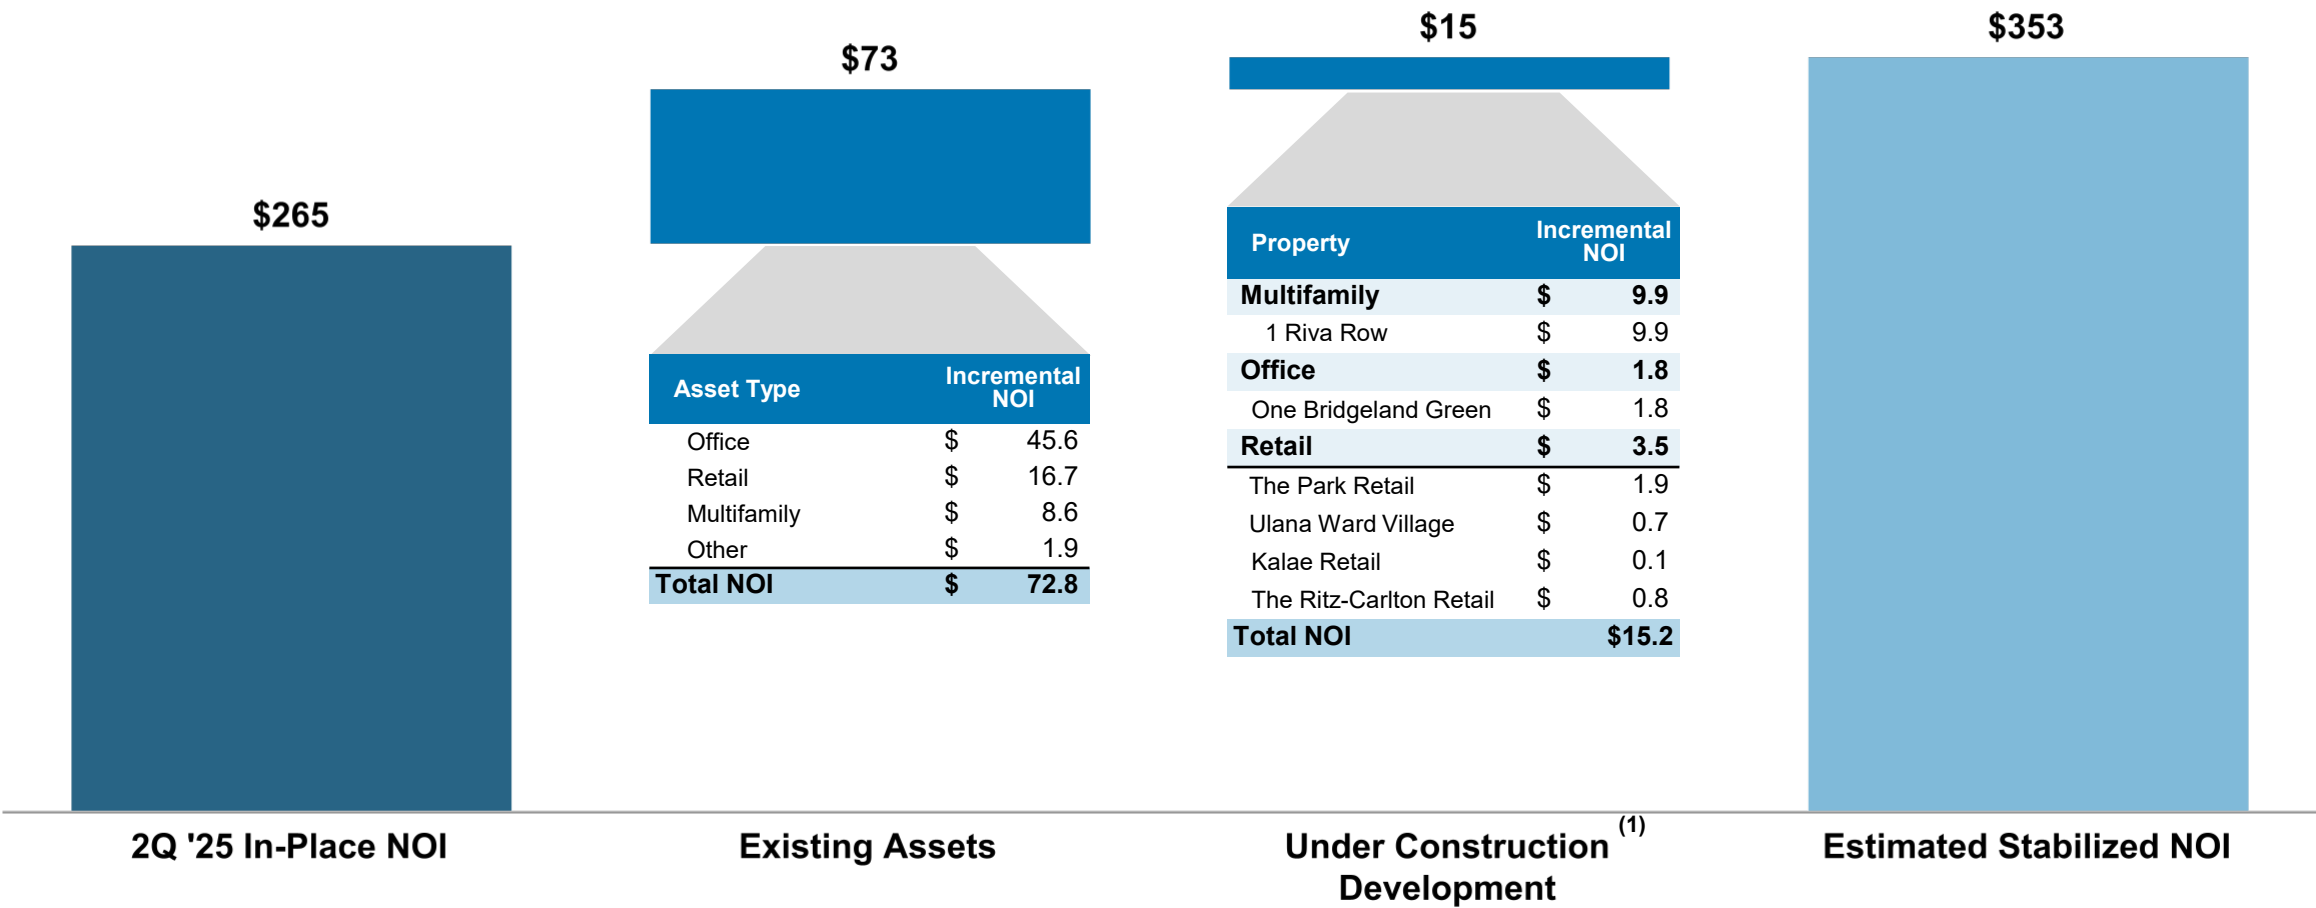 $265
2Q '25 In-Place NOI
$73
Asset Type Incremental NOI
Office $ 45.6
Retail $ 16.7
Multifamily $ 8.6
Other $ 1.9
Total NOI $ 72.8
Existing Assets
$15
Property Incremental NOI
Multifamily $ 9.9
1 Riva Row $ 9.9
Office $ 1.8
One Bridgeland Green $ 1.8
Retail $ 3.5
The Park Retail $ 1.9
Ulana Ward Village $ 0.7
Kalae Retail $ 0.1
The Ritz-Carlton Retail $ 0.8
Total NOI $15.2
Under Construction (1)
Development
$353
Estimated Stabilized NOI